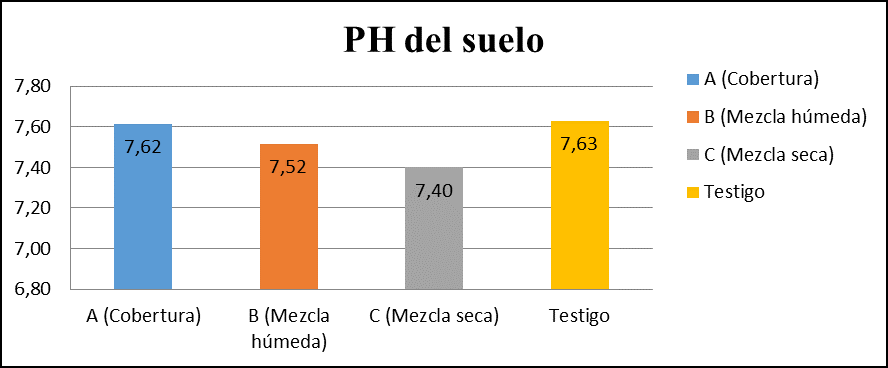 PH del suelo
7,80
7,60
7,40
7,20
7,00
6,80
7,62
7,52
7,40
7,63
A (Cobertura)
B (Mezcla
húmeda)
C (Mezcla seca)
Testigo
A (Cobertura)
B (Mezcla húmeda)
C (Mezcla seca)
Testigo